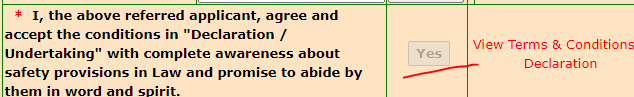 * I, the above referred applicant, agree and
accept the conditions in "Declaration /
Undertaking" with complete awareness about
safety provisions in Law and promise to abide by
them in word and spirit.
Yes
View Terms & Conditions
Declaration